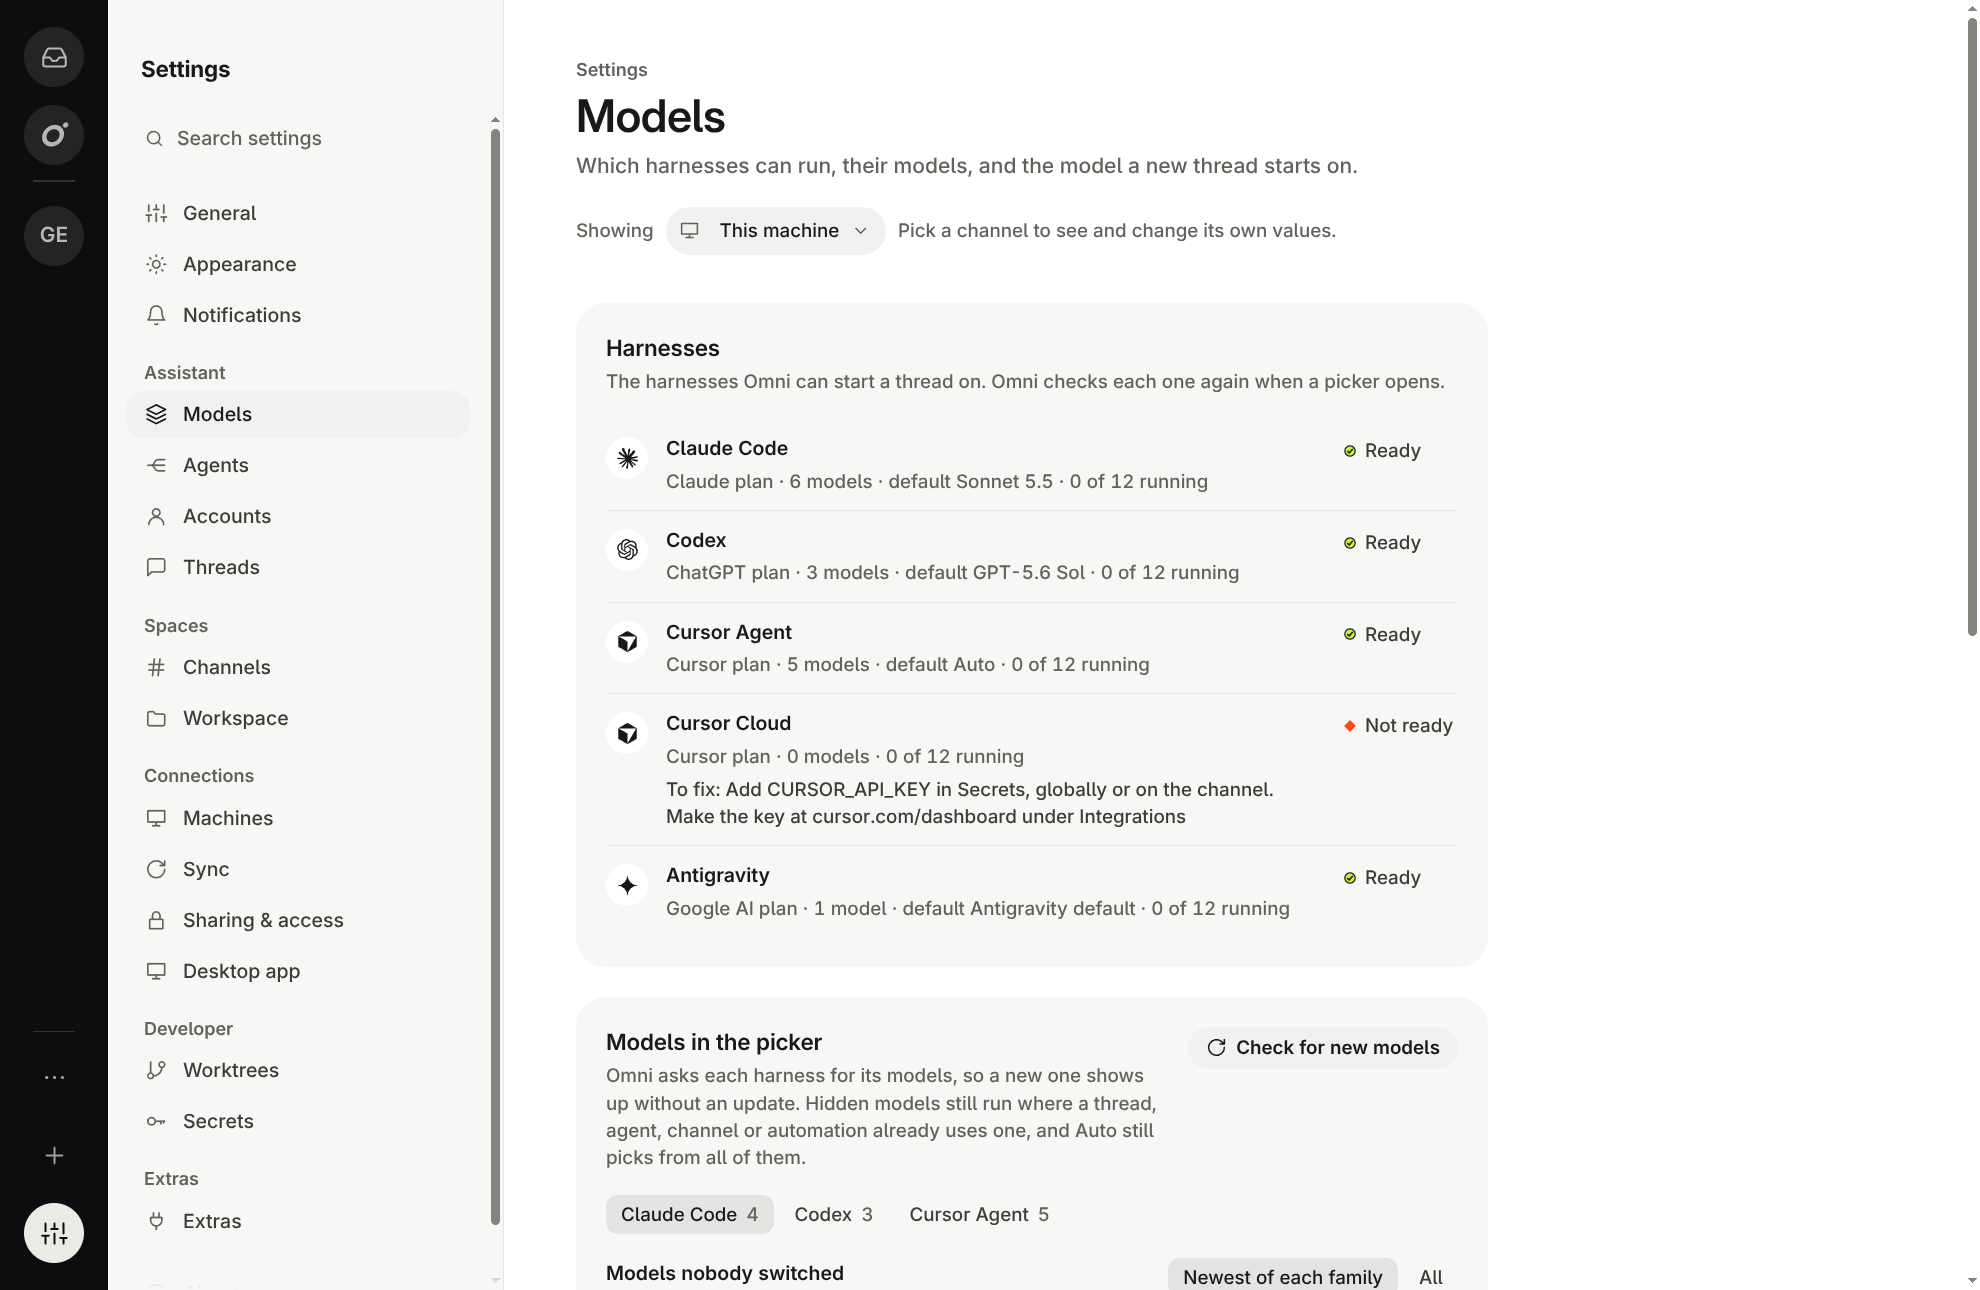 Settings
Search settings
GE
General
Appearance
Notifications
Assistant
Models
Agents
Accounts
Threads
Spaces
Channels
Workspace
Connections
Machines
Sync
Sharing & access
Desktop app
Developer
Worktrees
Secrets
Extras
Extras
Settings
Models
Which harnesses can run, their models, and the model a new thread starts on.
Showing This machine Pick a channel to see and change its own values.
Harnesses
The harnesses Omni can start a thread on. Omni checks each one again when a picker opens.
Claude Code Ready
Claude plan · 6 models · default Sonnet 5.5 · 0 of 12 running
Codex Ready
ChatGPT plan · 3 models · default GPT-5.6 Sol · 0 of 12 running
Cursor Agent Ready
Cursor plan · 5 models · default Auto · 0 of 12 running
Cursor Cloud Not ready
Cursor plan · 0 models · 0 of 12 running
To fix: Add CURSOR_API_KEY in Secrets, globally or on the channel.
Make the key at cursor.com/dashboard under Integrations
Antigravity Ready
Google AI plan · 1 model · default Antigravity default · 0 of 12 running
Models in the picker Check for new models
Omni asks each harness for its models, so a new one shows
up without an update. Hidden models still run where a thread,
agent, channel or automation already uses one, and Auto still
picks from all of them.
Claude Code 4 Codex 3 Cursor Agent 5
Models nobody switched Newest of each family All